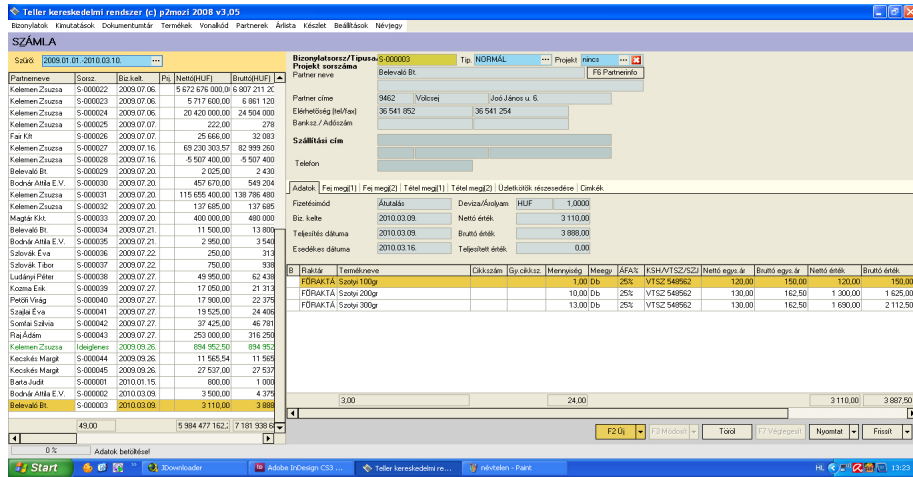 Teller kereskedelmi rendszer (c) p2mozi 2008 v3,05
Bizonylatok Kimutatások Dokumentumtár Termékek Vonalkód Partnerek Árlista Készlet Beállítások Névjegy
SZÁMLA
Szűrő: 2009.01.01.-2010.03.10. ...
Partnerneve Sorsz. Biz.kelt. Prj. Nettó(HUF) Bruttó(HUF)
Kelemen Zsuzsa S-000022 2009.07.06. 5 672 676 000,0 6 807 211 20
Kelemen Zsuzsa S-000023 2009.07.06. 5 717 600,00 6 861 120
Kelemen Zsuzsa S-000024 2009.07.06. 20 420 000,00 24 504 000
Kelemen Zsuzsa S-000025 2009.07.07. 222,00 278
Fair Kft S-000026 2009.07.07. 25 666,00 32 083
Kelemen Zsuzsa S-000027 2009.07.16. 69 230 303,57 82 999 260
Kelemen Zsuzsa S-000028 2009.07.16. -5 507 400,00 -5 507 400
Belevaló Bt. S-000029 2009.07.20. 2 025,00 2 430
Bodnár Attila E.V. S-000030 2009.07.20. 457 670,00 549 204
Kelemen Zsuzsa S-000031 2009.07.20. 115 655 400,00 138 786 480
Kelemen Zsuzsa S-000032 2009.07.20. 137 685,00 137 685
Magtár Kkt. S-000033 2009.07.20. 400 000,00 480 000
Belevaló Bt. S-000034 2009.07.21. 11 500,00 13 800
Bodnár Attila E.V. S-000035 2009.07.21. 2 950,00 3 540
Szlovák Éva S-000036 2009.07.22. 250,00 313
Szlovák Tibor S-000037 2009.07.22. 750,00 938
Ludányi Péter S-000038 2009.07.27. 49 950,00 62 438
Kozma Erik S-000039 2009.07.27. 17 050,00 21 313
Petőfi Virág S-000040 2009.07.27. 17 900,00 22 375
Szajlai Éva S-000041 2009.07.27. 19 525,00 24 406
Somfai Szilvia S-000042 2009.07.27. 37 425,00 46 781
Raj Ádám S-000043 2009.07.27. 253 000,00 316 250
Kelemen Zsuzsa Ideiglenes 2009.09.26. 894 952,50 894 952
Kecskés Margit S-000044 2009.09.26. 11 565,54 11 565
Kecskés Margit S-000045 2009.09.26. 27 537,00 27 537
Barta Judit S-000001 2010.01.15. 800,00 1 000
Bodnár Attila E.V. S-000002 2010.03.09. 3 500,00 4 375
Belevaló Bt. S-000003 2010.03.09. 3 110,00 3 888
49,00 5 984 477 162,2 7 181 938 6
0 % Adatok betöltése!
Bizonylatsorsz/Típusa/ S-000003 Tip. NORMÁL ... Projekt nincs ...
Projekt sorszáma
Partner neve Belevaló Bt. F6 Partnerinfo
Partner címe 9462 Völcsej Joó János u. 6.
Elérhetőség (tel/fax) 36 541 852 36 541 254
Banksz./ Adószám
Szállítási cím
Telefon
Adatok Fej megj(1) Fej megj(2) Tétel megj(1) Tétel megj(2) Üzletkötők részesedése Cimkék
Fizetésimód Átutalás Deviza/Árolyam HUF 1,0000
Biz. kelte 2010.03.09. Nettó érték 3 110,00
Teljesítés dátuma 2010.03.09. Bruttó érték 3 888,00
Esedékes dátuma 2010.03.16. Teljesített érték 0,00
B Raktár Termékneve Cikkszám Gy.cikksz. Mennyiség Meegy ÁFA% KSH/VTSZ/SZJ Nettó egys.ár Bruttó egys.ár Nettó érték Bruttó érték
FŐRAKTÁ Szotyi 100gr 1,00 Db 25% VTSZ 548562 120,00 150,00 120,00 150,00
FŐRAKTÁ Szotyi 200gr 10,00 Db 25% VTSZ 548562 130,00 162,50 1 300,00 1 625,00
FŐRAKTÁ Szotyi 300gr 13,00 Db 25% VTSZ 548562 130,00 162,50 1 690,00 2 112,50
3,00 24,00 3 110,00 3 887,50
F2 Új F3 Módosít Töröl F7 Véglegesít Nyomtat Frissít
Start JDownloader Adobe InDesign CS3 ... Teller kereskedelmi re... névtelen - Paint HL 13:23